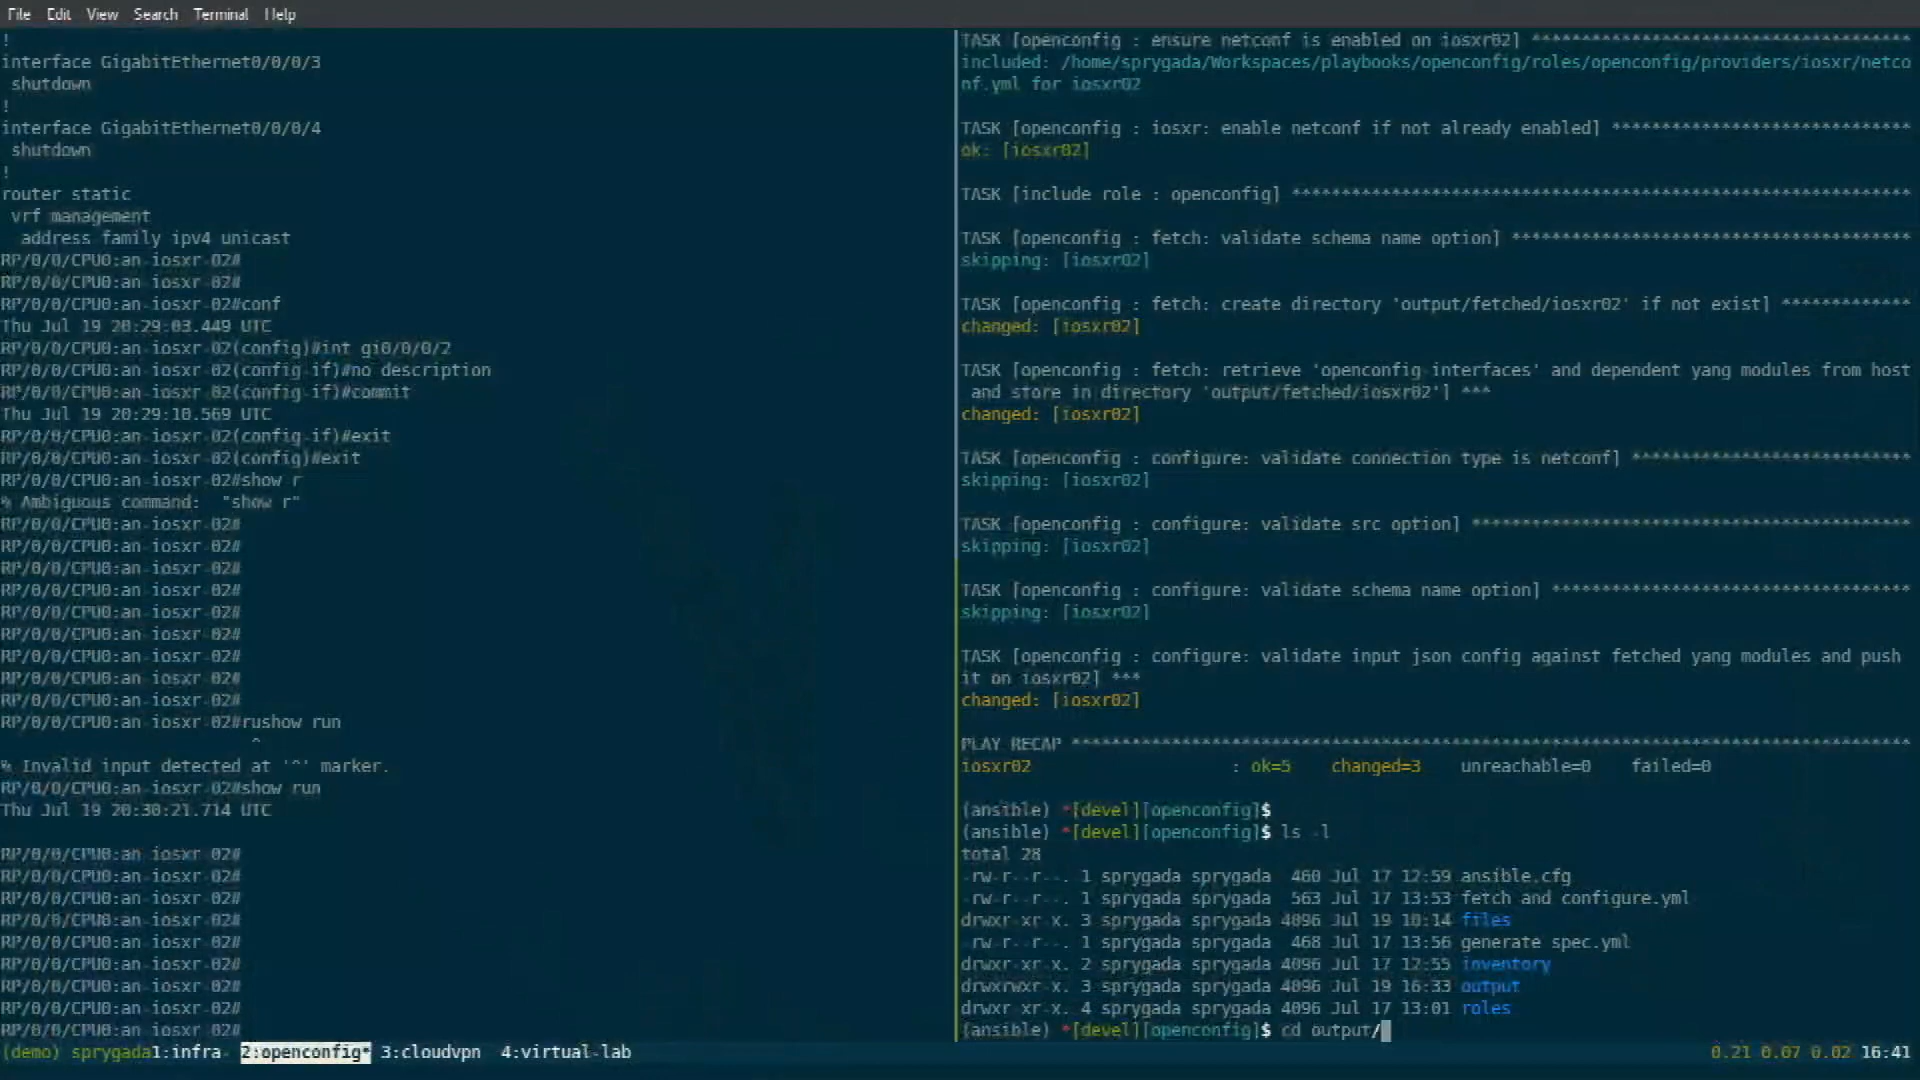 File Edit View Search Terminal Help
!
interface GigabitEthernet0/0/0/3
shutdown
!
interface GigabitEthernet0/0/0/4
shutdown
!
router static
vrf management
address family ipv4 unicast
RP/0/0/CPU0:an-iosxr-02#
RP/0/0/CPU0:an-iosxr-02#
RP/0/0/CPU0:an-iosxr-02#conf
Thu Jul 19 20:29:03.449 UTC
RP/0/0/CPU0:an-iosxr-02(config)#int gi0/0/0/2
RP/0/0/CPU0:an-iosxr-02(config-if)#no description
RP/0/0/CPU0:an-iosxr-02(config-if)#commit
Thu Jul 19 20:29:10.569 UTC
RP/0/0/CPU0:an-iosxr-02(config-if)#exit
RP/0/0/CPU0:an-iosxr-02(config)#exit
RP/0/0/CPU0:an-iosxr-02#show r
% Ambiguous command:  "show r"
RP/0/0/CPU0:an-iosxr-02#
RP/0/0/CPU0:an-iosxr-02#
RP/0/0/CPU0:an-iosxr-02#
RP/0/0/CPU0:an-iosxr-02#
RP/0/0/CPU0:an-iosxr-02#
RP/0/0/CPU0:an-iosxr-02#
RP/0/0/CPU0:an-iosxr-02#
RP/0/0/CPU0:an-iosxr-02#
RP/0/0/CPU0:an-iosxr-02#
RP/0/0/CPU0:an-iosxr-02#rushow run
^
% Invalid input detected at '^' marker.
RP/0/0/CPU0:an-iosxr-02#show run
Thu Jul 19 20:30:21.714 UTC
RP/0/0/CPU0:an-iosxr-02#
RP/0/0/CPU0:an-iosxr-02#
RP/0/0/CPU0:an-iosxr-02#
RP/0/0/CPU0:an-iosxr-02#
RP/0/0/CPU0:an-iosxr-02#
RP/0/0/CPU0:an-iosxr-02#
RP/0/0/CPU0:an-iosxr-02#
RP/0/0/CPU0:an-iosxr-02#
RP/0/0/CPU0:an-iosxr-02#
TASK [openconfig : ensure netconf is enabled on iosxr02] **************************************
included: /home/sprygada/Workspaces/playbooks/openconfig/roles/openconfig/providers/iosxr/netco
nf.yml for iosxr02
TASK [openconfig : iosxr: enable netconf if not already enabled] ******************************
ok: [iosxr02]
TASK [include role : openconfig] **************************************************************
TASK [openconfig : fetch: validate schema name option] ****************************************
skipping: [iosxr02]
TASK [openconfig : fetch: create directory 'output/fetched/iosxr02' if not exist] *************
changed: [iosxr02]
TASK [openconfig : fetch: retrieve 'openconfig-interfaces' and dependent yang modules from host
and store in directory 'output/fetched/iosxr02'] ***
changed: [iosxr02]
TASK [openconfig : configure: validate connection type is netconf] ****************************
skipping: [iosxr02]
TASK [openconfig : configure: validate src option] ********************************************
skipping: [iosxr02]
TASK [openconfig : configure: validate schema name option] ************************************
skipping: [iosxr02]
TASK [openconfig : configure: validate input json config against fetched yang modules and push
it on iosxr02] ***
changed: [iosxr02]
PLAY RECAP ************************************************************************************
iosxr02 : ok=5 changed=3 unreachable=0 failed=0
(ansible) *[devel][openconfig]$
(ansible) *[devel][openconfig]$ ls -l
total 28
-rw-r--r--. 1 sprygada sprygada 460 Jul 17 12:59 ansible.cfg
-rw-r--r--. 1 sprygada sprygada 563 Jul 17 13:53 fetch and configure.yml
drwxr-xr-x. 3 sprygada sprygada 4096 Jul 19 10:14 files
-rw-r--r--. 1 sprygada sprygada 468 Jul 17 13:56 generate spec.yml
drwxr-xr-x. 2 sprygada sprygada 4096 Jul 17 12:55 inventory
drwxrwxr-x. 3 sprygada sprygada 4096 Jul 19 16:33 output
drwxr-xr-x. 4 sprygada sprygada 4096 Jul 17 13:01 roles
(ansible) *[devel][openconfig]$ cd output/
(demo) sprygada1:infra- 2:openconfig* 3:cloudvpn 4:virtual-lab 0.21 0.07 0.02 16:41